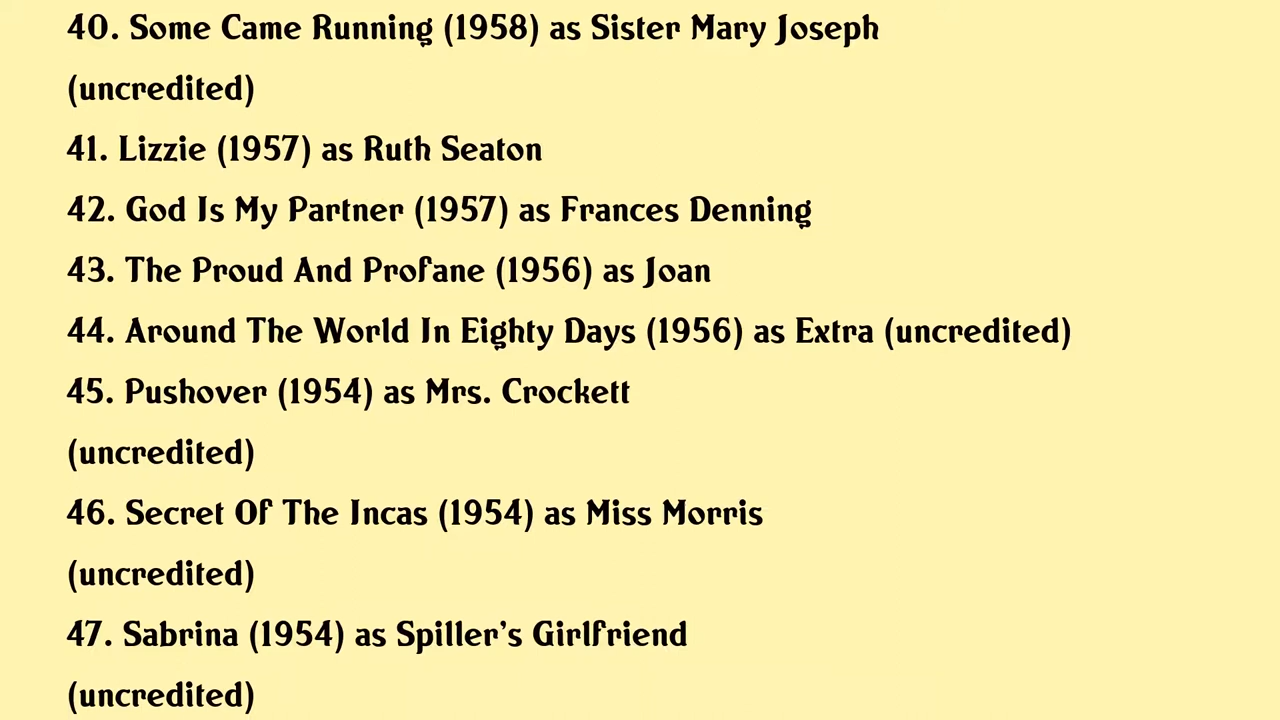 40. Some Came Running (1958) as Sister Mary Joseph
(uncredited)
41. Lizzie (1957) as Ruth Seaton
42. God Is My Partner (1957) as Frances Denning
43. The Proud And Profane (1956) as Joan
44. Around The World In Eighty Days (1956) as Extra (uncredited)
45. Pushover (1954) as Mrs. Crockett
(uncredited)
46. Secret Of The Incas (1954) as Miss Morris
(uncredited)
47. Sabrina (1954) as Spiller's Girlfriend
(uncredited)